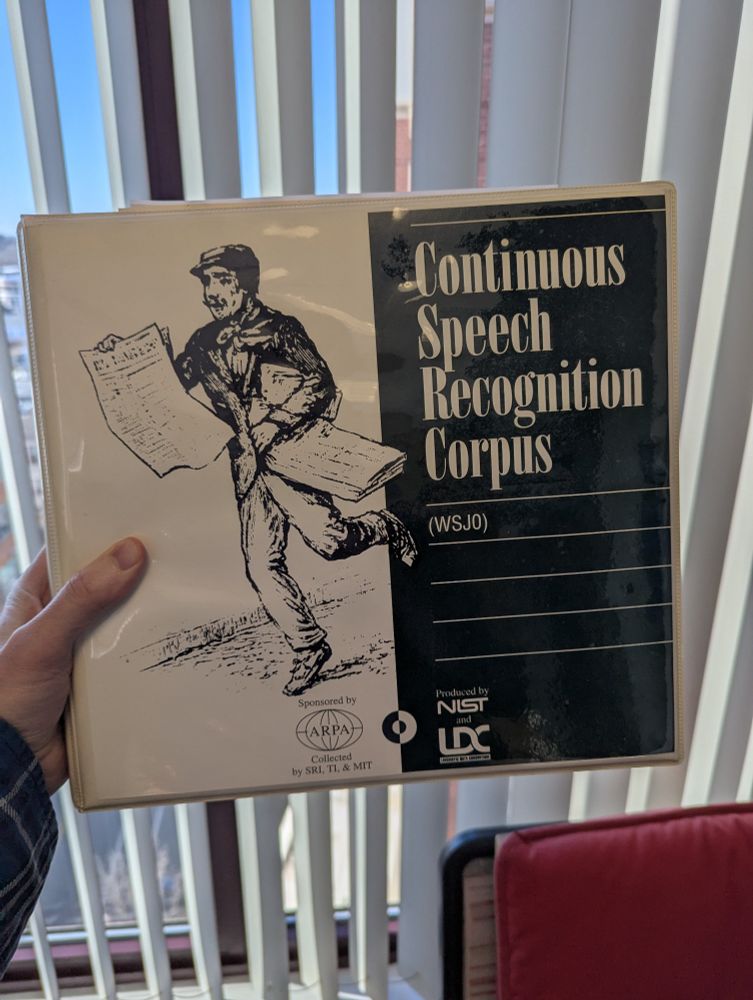 Continuous
Speech
Recognition
Corpus
(WSJ0)
Sponsored by
ARPA
Collected
by SRI, TI, & MIT
Produced by
NIST
and
LDC